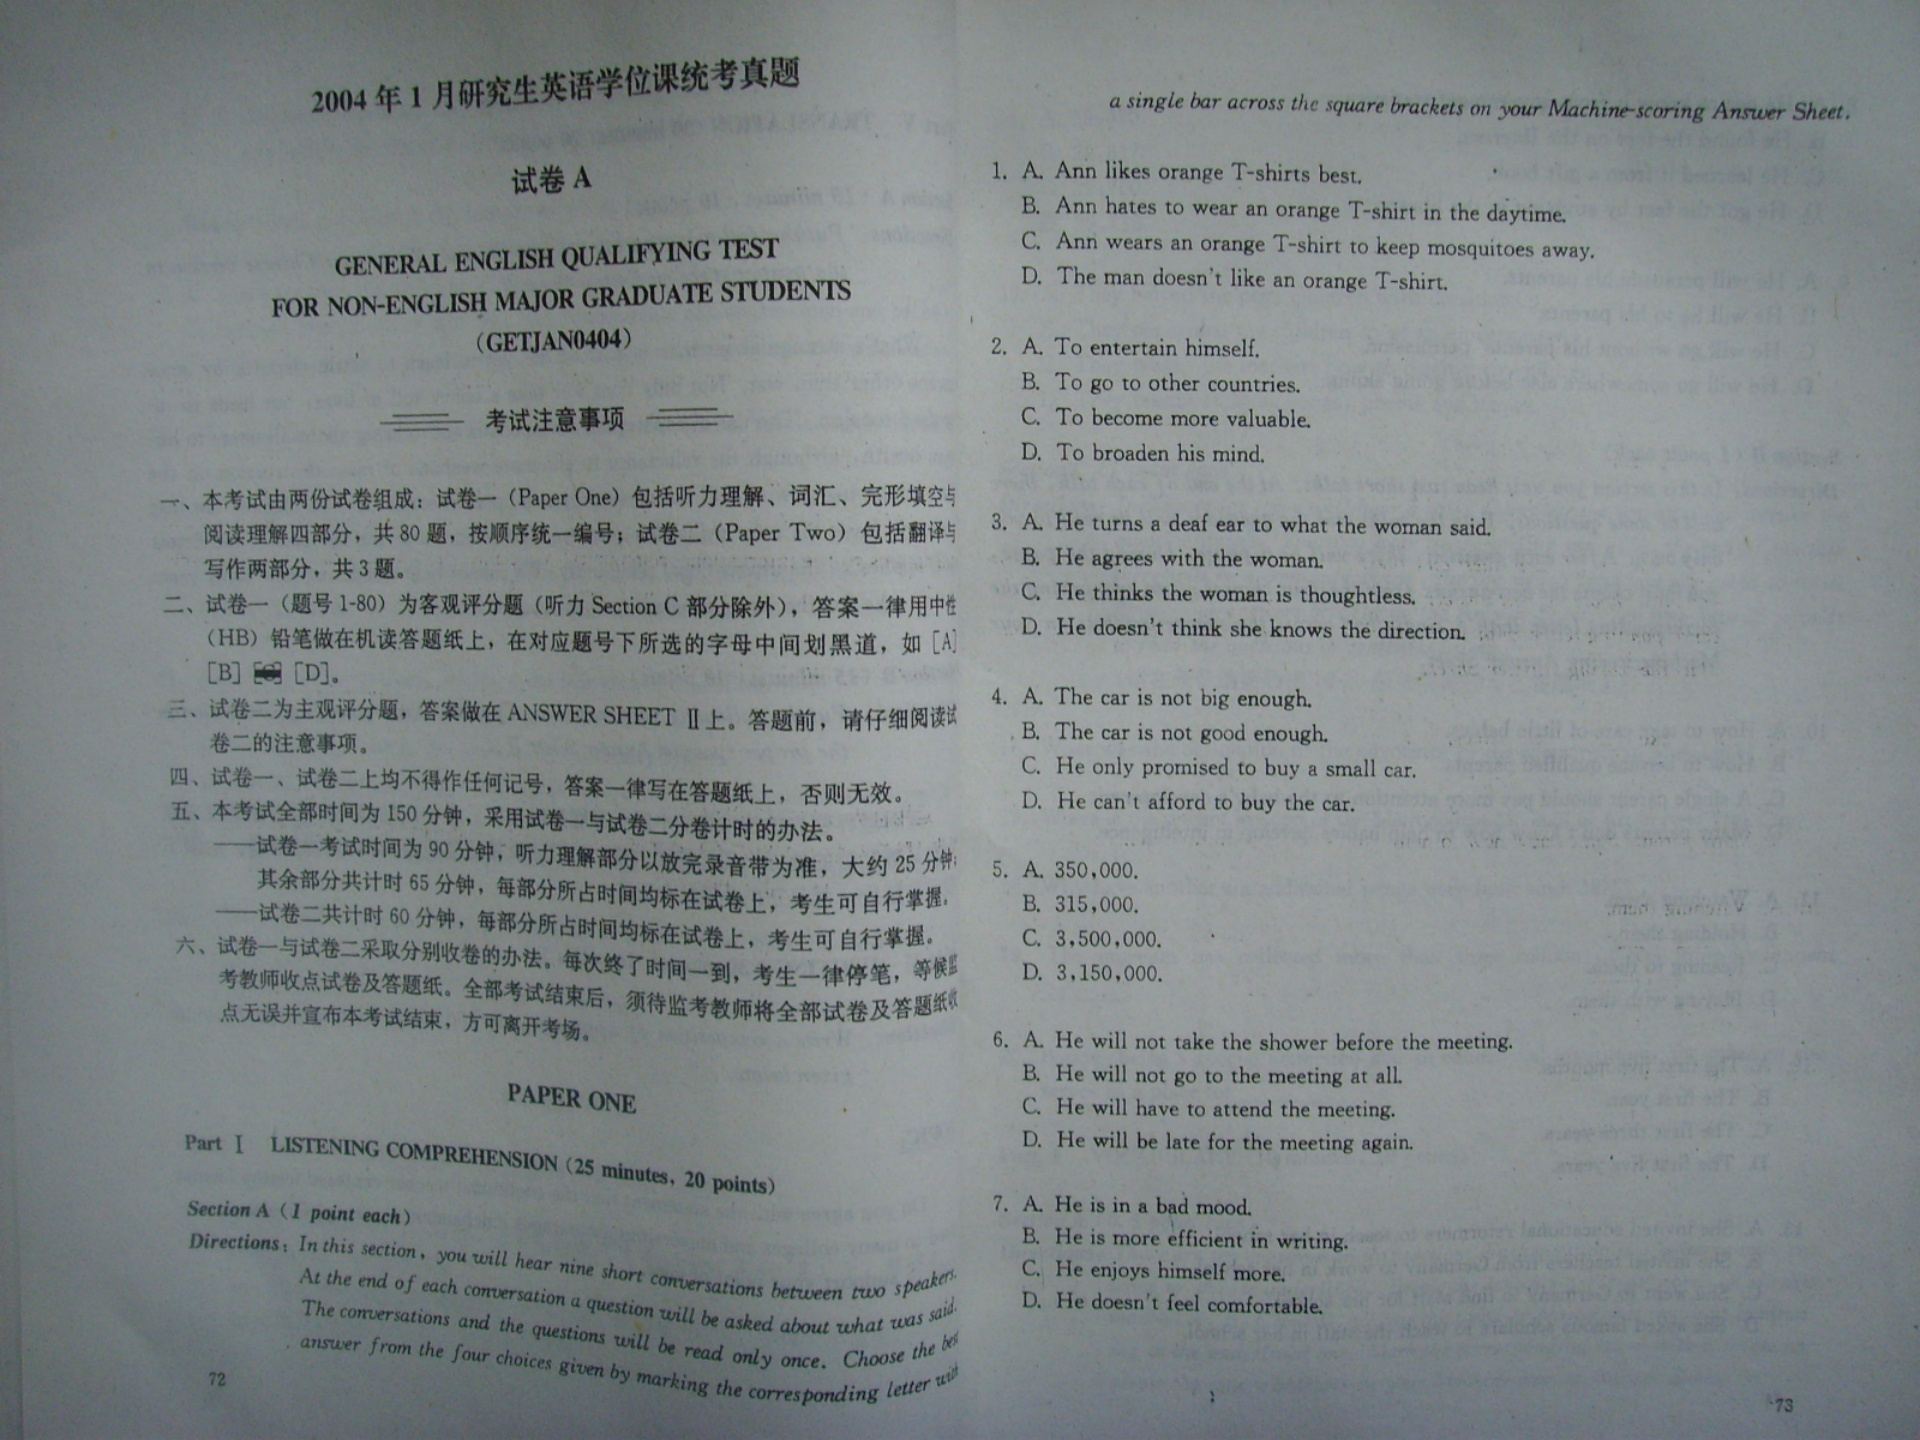 2004 年 1 月研究生英语学位课统考真题
试卷 A
GENERAL ENGLISH QUALIFYING TEST
FOR NON-ENGLISH MAJOR GRADUATE STUDENTS
(GETJAN0404)
考试注意事项
一、本考试由两份试卷组成：试卷一（Paper One）包括听力理解、词汇、完形填空与
阅读理解四部分，共 80 题，按顺序统一编号；试卷二（Paper Two）包括翻译与
写作两部分，共 3 题。
二、试卷一（题号 1-80）为客观评分题（听力 Section C 部分除外），答案一律用中性
（HB）铅笔做在机读答题纸上，在对应题号下所选的字母中间划黑道，如 [A]
[B] [C] [D]。
三、试卷二为主观评分题，答案做在 ANSWER SHEET Ⅱ上。答题前，请仔细阅读试
卷二的注意事项。
四、试卷一、试卷二上均不得作任何记号，答案一律写在答题纸上，否则无效。
五、本考试全部时间为 150 分钟，采用试卷一与试卷二分卷计时的办法。
——试卷一考试时间为 90 分钟，听力理解部分以放完录音带为准，大约 25 分钟；
其余部分共计时 65 分钟，每部分所占时间均标在试卷上，考生可自行掌握。
——试卷二共计时 60 分钟，每部分所占时间均标在试卷上，考生可自行掌握。
六、试卷一与试卷二采取分别收卷的办法。每次终了时间一到，考生一律停笔，等候监
考教师收点试卷及答题纸。全部考试结束后，须待监考教师将全部试卷及答题纸收
点无误并宣布本考试结束，方可离开考场。
PAPER ONE
Part Ⅰ LISTENING COMPREHENSION (25 minutes, 20 points)
Section A (1 point each)
Directions: In this section, you will hear nine short conversations between two speakers.
At the end of each conversation a question will be asked about what was said.
The conversations and the questions will be read only once. Choose the best
answer from the four choices given by marking the corresponding letter with
72
a single bar across the square brackets on your Machine-scoring Answer Sheet.
1. A. Ann likes orange T-shirts best.
B. Ann hates to wear an orange T-shirt in the daytime.
C. Ann wears an orange T-shirt to keep mosquitoes away.
D. The man doesn't like an orange T-shirt.
2. A. To entertain himself.
B. To go to other countries.
C. To become more valuable.
D. To broaden his mind.
3. A. He turns a deaf ear to what the woman said.
B. He agrees with the woman.
C. He thinks the woman is thoughtless.
D. He doesn't think she knows the direction.
4. A. The car is not big enough.
B. The car is not good enough.
C. He only promised to buy a small car.
D. He can't afford to buy the car.
5. A. 350,000.
B. 315,000.
C. 3,500,000.
D. 3,150,000.
6. A. He will not take the shower before the meeting.
B. He will not go to the meeting at all.
C. He will have to attend the meeting.
D. He will be late for the meeting again.
7. A. He is in a bad mood.
B. He is more efficient in writing.
C. He enjoys himself more.
D. He doesn't feel comfortable.
73